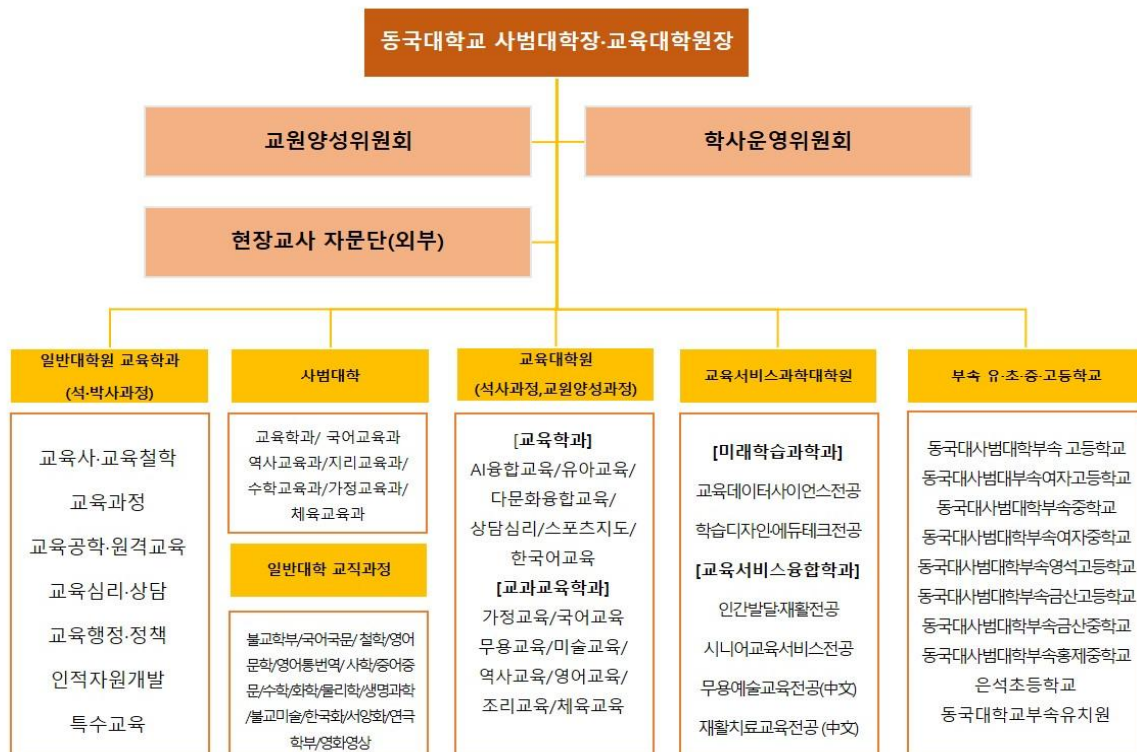 동국대학교 사범대학장·교육대학원장
교원양성위원회
학사운영위원회
현장교사 자문단(외부)
일반대학원 교육학과
(석·박사과정)
교육사·교육철학
교육과정
교육공학·원격교육
교육심리·상담
교육행정·정책
인적자원개발
특수교육
사범대학
교육학과/ 국어교육과
역사교육과/지리교육과/
수학교육과/가정교육과/
체육교육과
일반대학 교직과정
불교학부/국어국문/ 철학/영어
문학/영어통번역/ 사학/중어중
문/수학/화학/물리학/생명과학
/불교미술/한국화/서양화/연극
학부/영화영상
교육대학원
(석사과정,교원양성과정)
[교육학과]
AI융합교육/유아교육/
다문화융합교육/
상담심리/스포츠지도/
한국어교육
[교과교육학과]
가정교육/국어교육
무용교육/미술교육/
역사교육/영어교육/
조리교육/체육교육
교육서비스과학대학원
[미래학습과학과]
교육데이터사이언스전공
학습디자인·에듀테크전공
[교육서비스융합학과]
인간발달·재활전공
시니어교육서비스전공
무용예술교육전공(中文)
재활치료교육전공 (中文)
부속 유·초·중·고등학교
동국대사범대학부속 고등학교
동국대사범대부속여자고등학교
동국대사범대학부속중학교
동국대사범대학부속여자중학교
동국대사범대학부속영석고등학교
동국대사범대학부속금산고등학교
동국대사범대학부속금산중학교
동국대사범대학부속홍제중학교
은석초등학교
동국대학교부속유치원